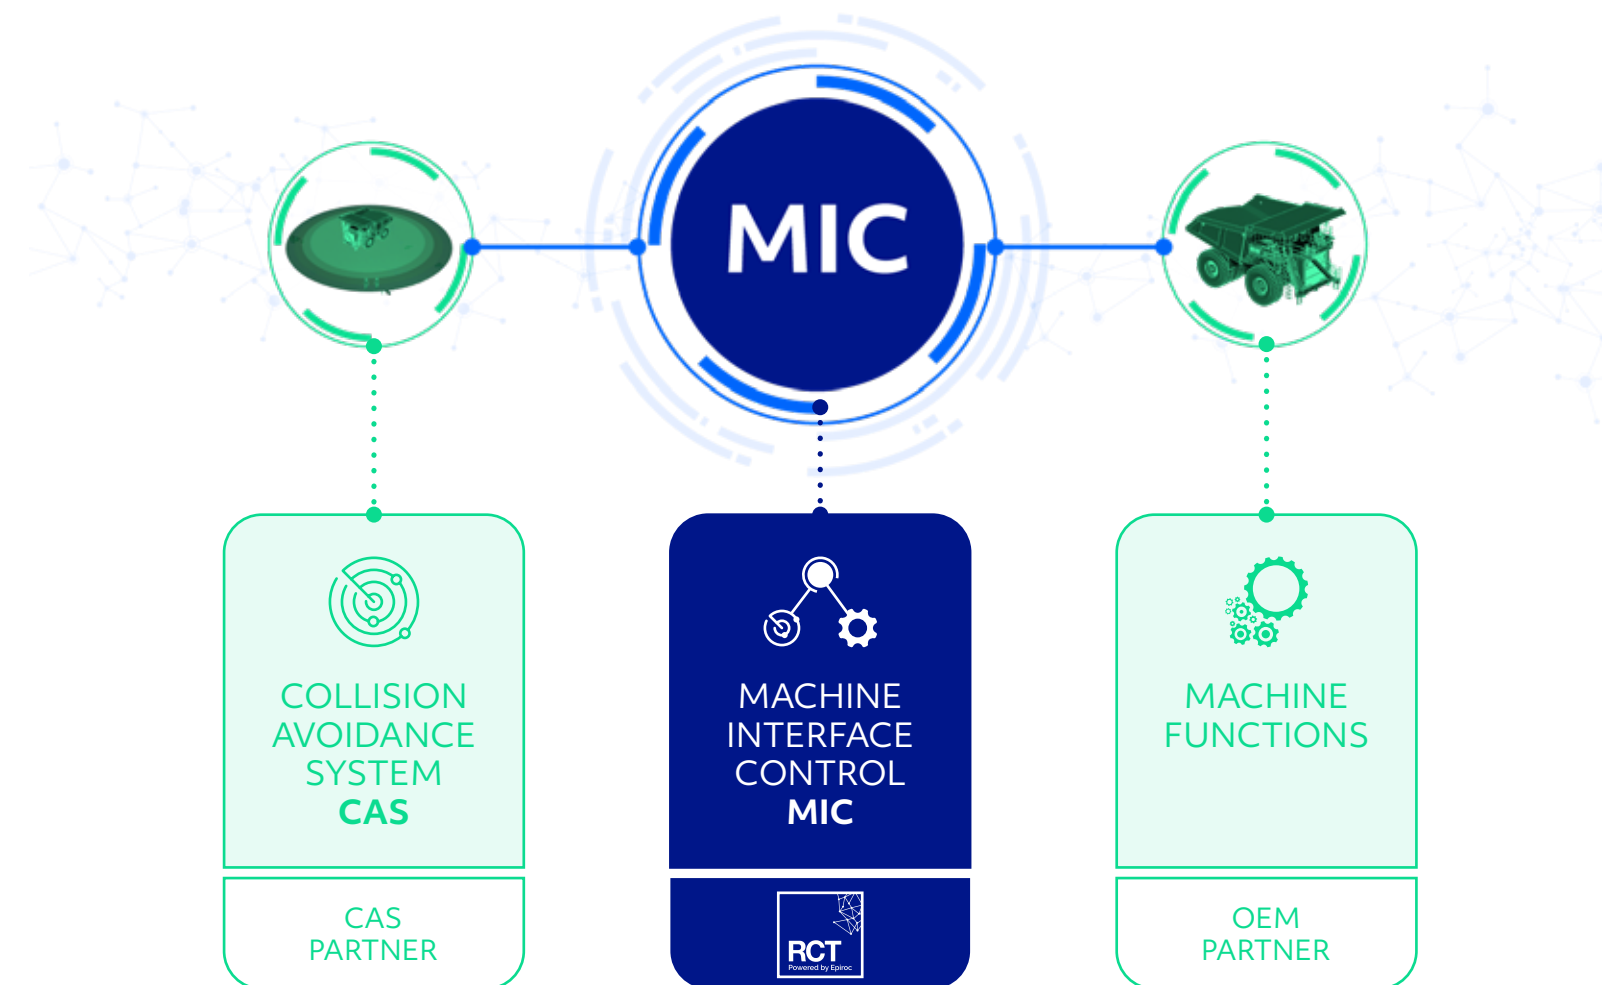 MIC
COLLISION
AVOIDANCE
SYSTEM
CAS
CAS
PARTNER
MACHINE
INTERFACE
CONTROL
MIC
RCT
Powered by Epiroc
MACHINE
FUNCTIONS
OEM
PARTNER